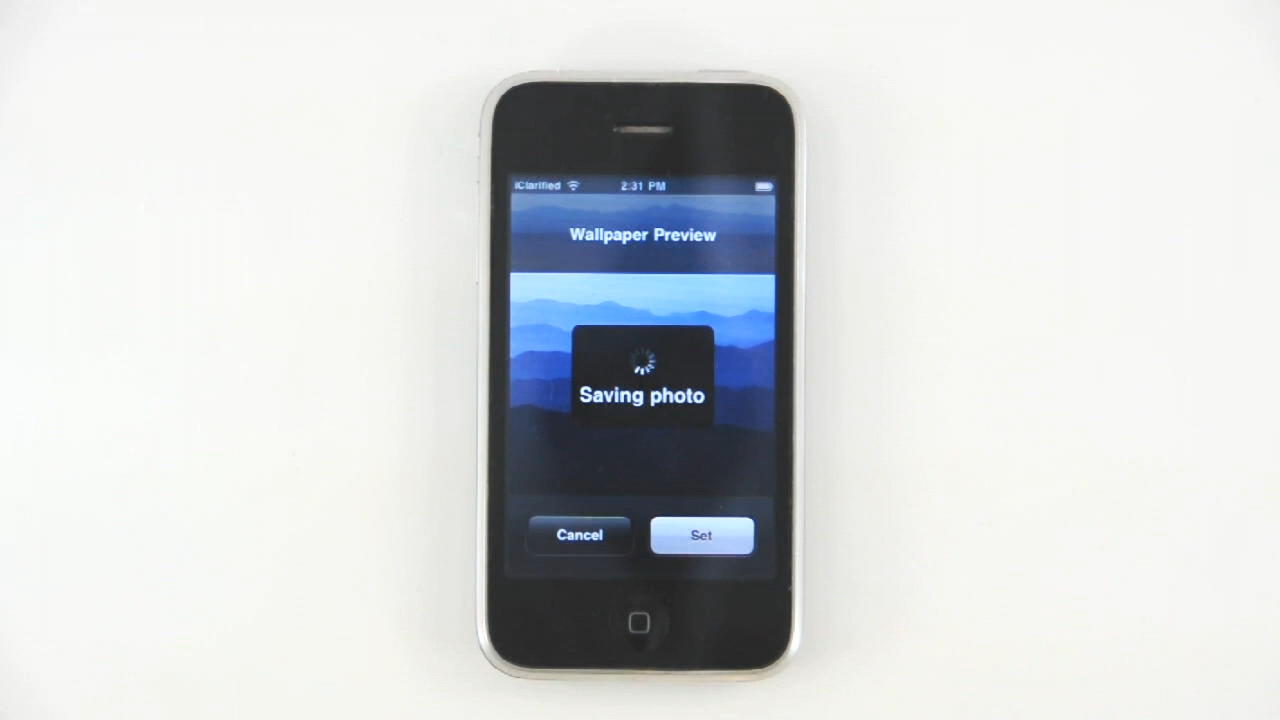 iClarified
2:31 PM
Wallpaper Preview
Saving photo
Cancel
Set